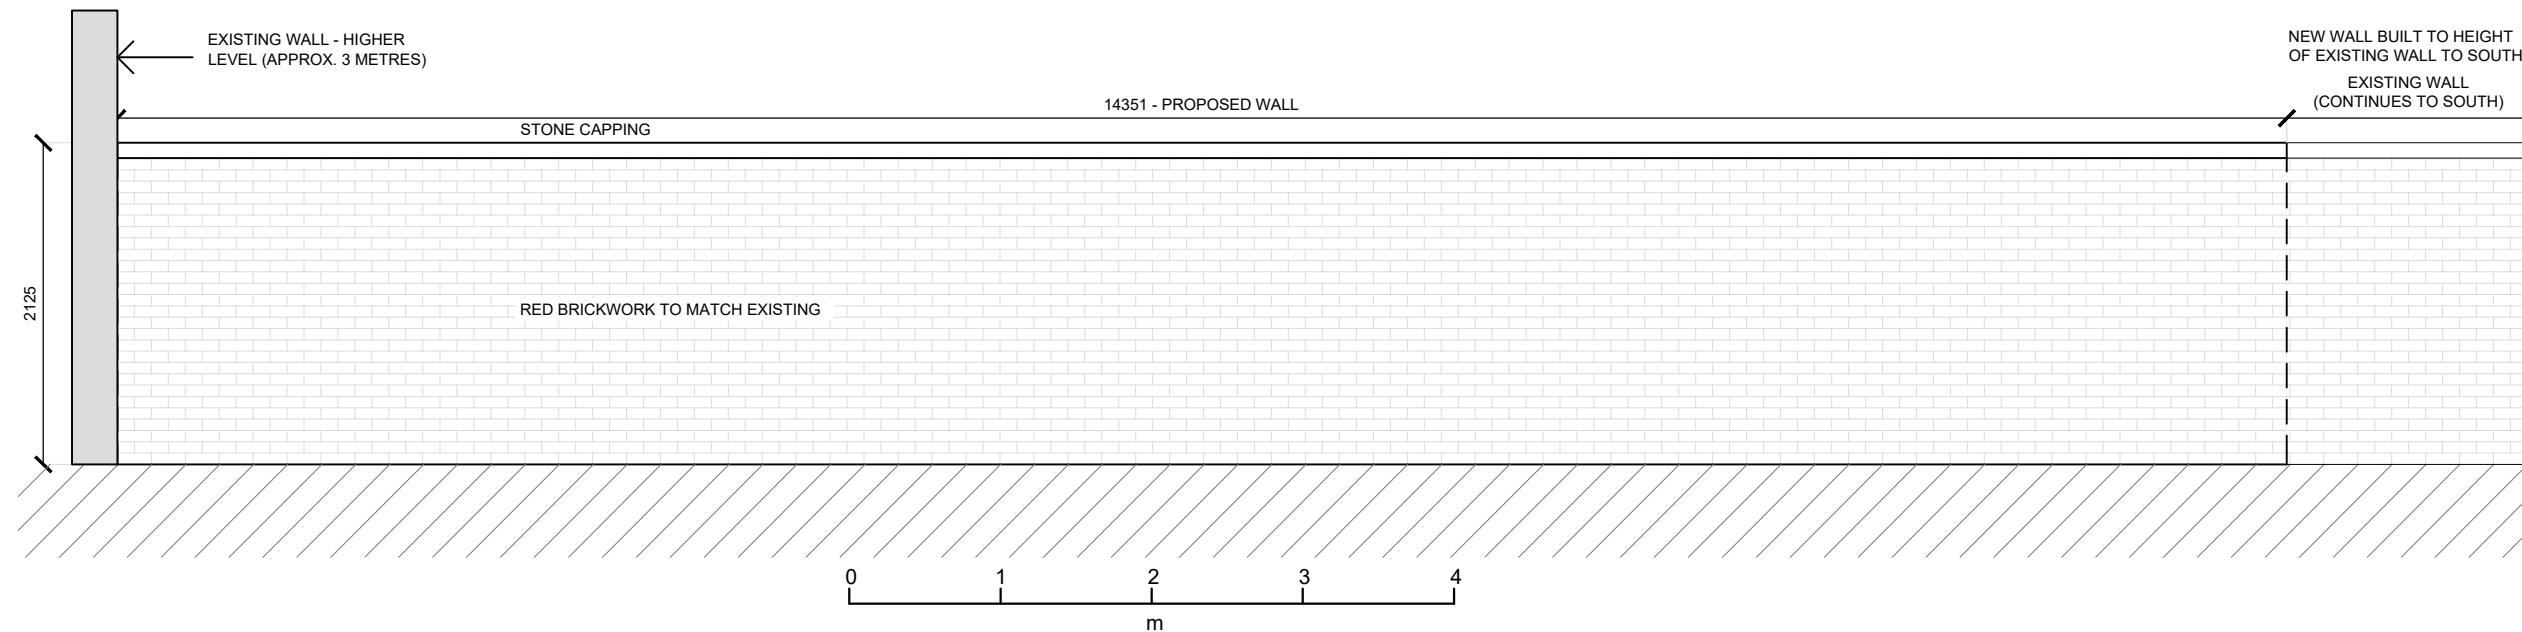 EXISTING WALL - HIGHER
LEVEL (APPROX. 3 METRES)
NEW WALL BUILT TO HEIGHT
OF EXISTING WALL TO SOUTH
EXISTING WALL
(CONTINUES TO SOUTH)
14351 - PROPOSED WALL
STONE CAPPING
2125
RED BRICKWORK TO MATCH EXISTING
0 1 2 3 4
m